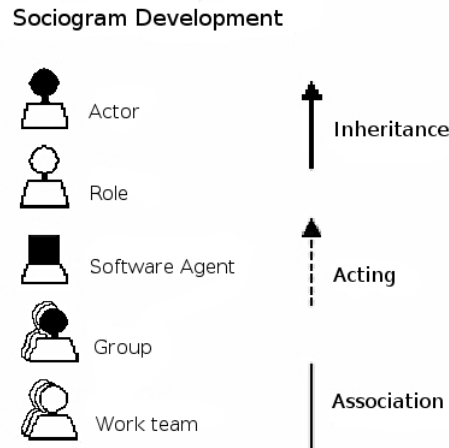 Sociogram Development
Actor
Inheritance
Role
Software Agent
Acting
Group
Association
Work team